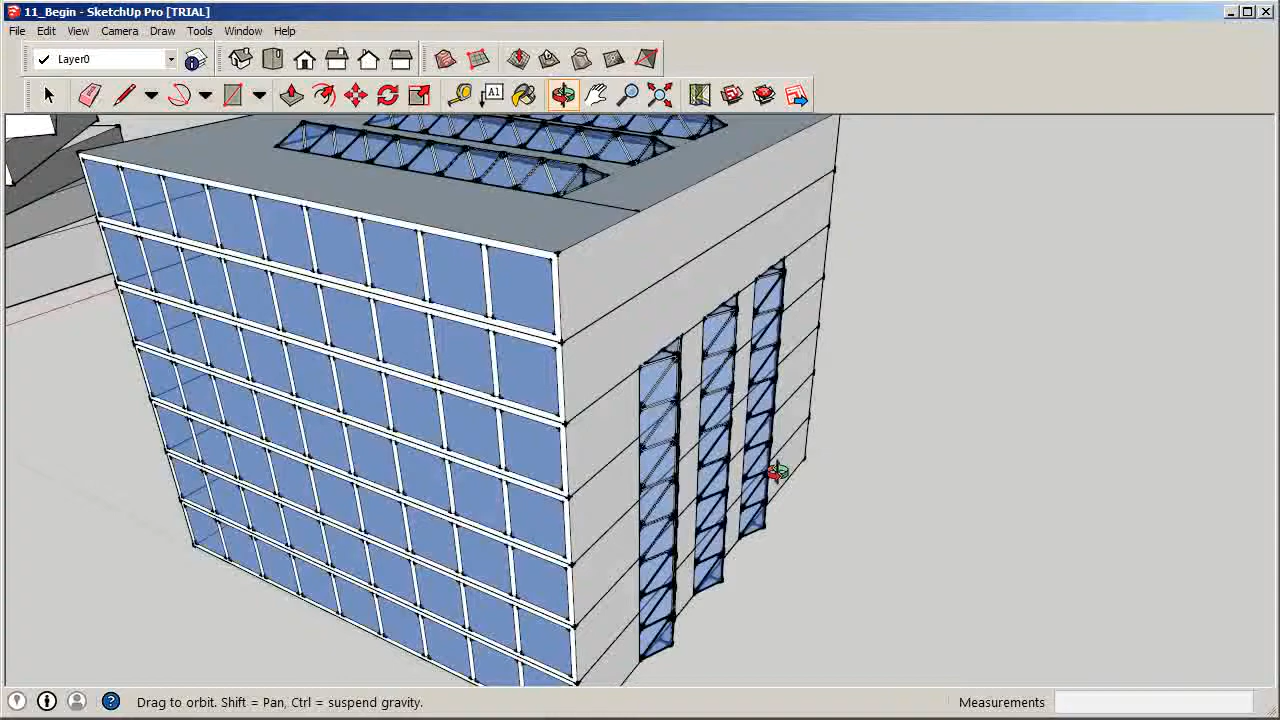 11_Begin - SketchUp Pro [TRIAL]
File Edit View Camera Draw Tools Window Help
Layer0
A1
Drag to orbit. Shift = Pan, Ctrl = suspend gravity.
Measurements